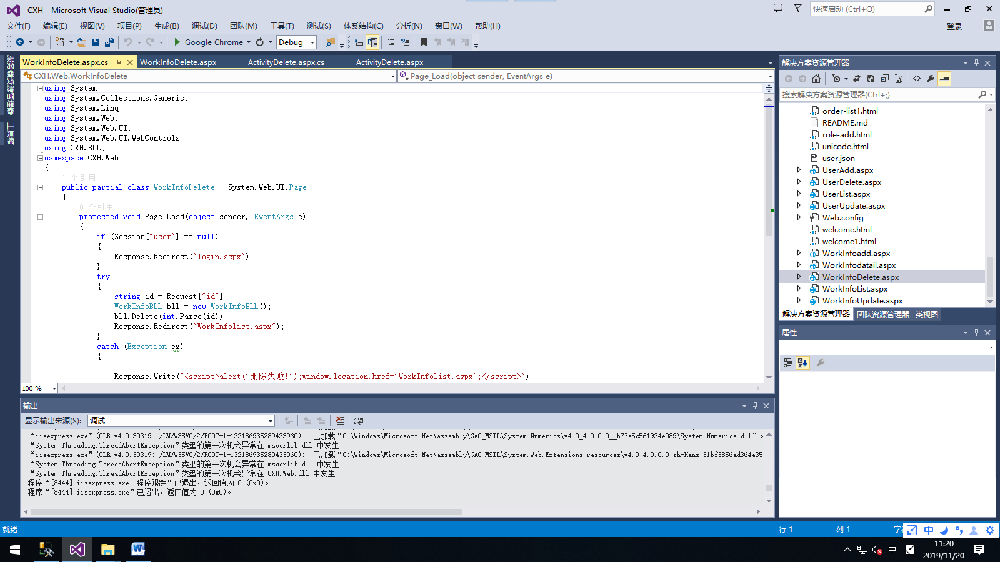 CXH - Microsoft Visual Studio(管理员)
快速启动 (Ctrl+Q)
文件(F) 编辑(E) 视图(V) 项目(P) 生成(B) 调试(D) 团队(M) 工具(T) 测试(S) 体系结构(C) 分析(N) 窗口(W) 帮助(H)
登录
Google Chrome Debug
服务器资源管理器
工具箱
WorkInfoDelete.aspx.cs WorkInfoDelete.aspx ActivityDelete.aspx.cs ActivityDelete.aspx
CXH.Web.WorkInfoDelete Page_Load(object sender, EventArgs e)
using System;
using System.Collections.Generic;
using System.Linq;
using System.Web;
using System.Web.UI;
using System.Web.UI.WebControls;
using CXH.BLL;
namespace CXH.Web
{
1 个引用
public partial class WorkInfoDelete : System.Web.UI.Page
{
0 个引用
protected void Page_Load(object sender, EventArgs e)
{
if (Session["user"] == null)
{
Response.Redirect("login.aspx");
}
try
{
string id = Request["id"];
WorkInfoBLL bll = new WorkInfoBLL();
bll.Delete(int.Parse(id));
Response.Redirect("WorkInfolist.aspx");
}
catch (Exception ex)
{
Response.Write("<script>alert('删除失败!');window.location.href='WorkInfolist.aspx';</script>");
100 %
输出
显示输出来源(S): 调试
“iisexpress.exe”(CLR v4.0.30319: /LM/W3SVC/2/ROOT-1-132186935289433960): 已加载“C:\Windows\Microsoft.Net\assembly\GAC_MSIL\System.Numerics\v4.0_4.0.0.0__b77a5c561934e089\System.Numerics.dll”。
“System.Threading.ThreadAbortException”类型的第一次机会异常在 mscorlib.dll 中发生
“iisexpress.exe”(CLR v4.0.30319: /LM/W3SVC/2/ROOT-1-132186935289433960): 已加载“C:\Windows\Microsoft.Net\assembly\GAC_MSIL\System.Web.Extensions.resources\v4.0_4.0.0.0_zh-Hans_31bf3856ad364e35
“System.Threading.ThreadAbortException”类型的第一次机会异常在 mscorlib.dll 中发生
“System.Threading.ThreadAbortException”类型的第一次机会异常在 CXH.Web.dll 中发生
程序“[8444] iisexpress.exe: 程序跟踪”已退出，返回值为 0 (0x0)。
程序“[8444] iisexpress.exe”已退出，返回值为 0 (0x0)。
解决方案资源管理器
搜索解决方案资源管理器(Ctrl+;)
order-list1.html
README.md
role-add.html
unicode.html
user.json
UserAdd.aspx
UserDelete.aspx
UserList.aspx
UserUpdate.aspx
Web.config
welcome.html
welcome1.html
WorkInfoadd.aspx
WorkInfodatail.aspx
WorkInfoDelete.aspx
WorkInfoList.aspx
WorkInfoUpdate.aspx
解决方案资源管理器 团队资源管理器 类视图
属性
就绪 行 1 列 1
中
中
11:20
2019/11/20